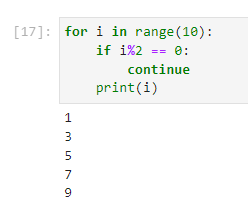 [17]: for i in range(10):
if i%2 == 0:
continue
print(i)
1
3
5
7
9